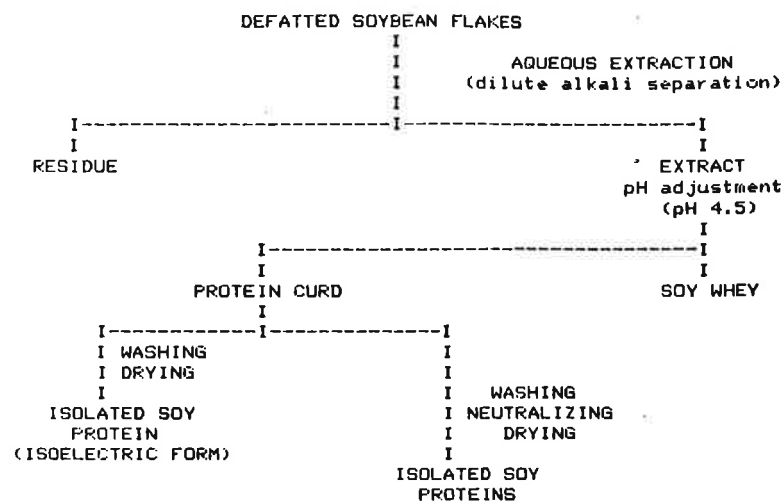 DEFATTED SOYBEAN FLAKES
AQUEOUS EXTRACTION
(dilute alkali separation)
RESIDUE
EXTRACT
pH adjustment
(pH 4.5)
PROTEIN CURD
SOY WHEY
WASHING
DRYING
ISOLATED SOY
PROTEIN
(ISOELECTRIC FORM)
WASHING
NEUTRALIZING
DRYING
ISOLATED SOY
PROTEINS